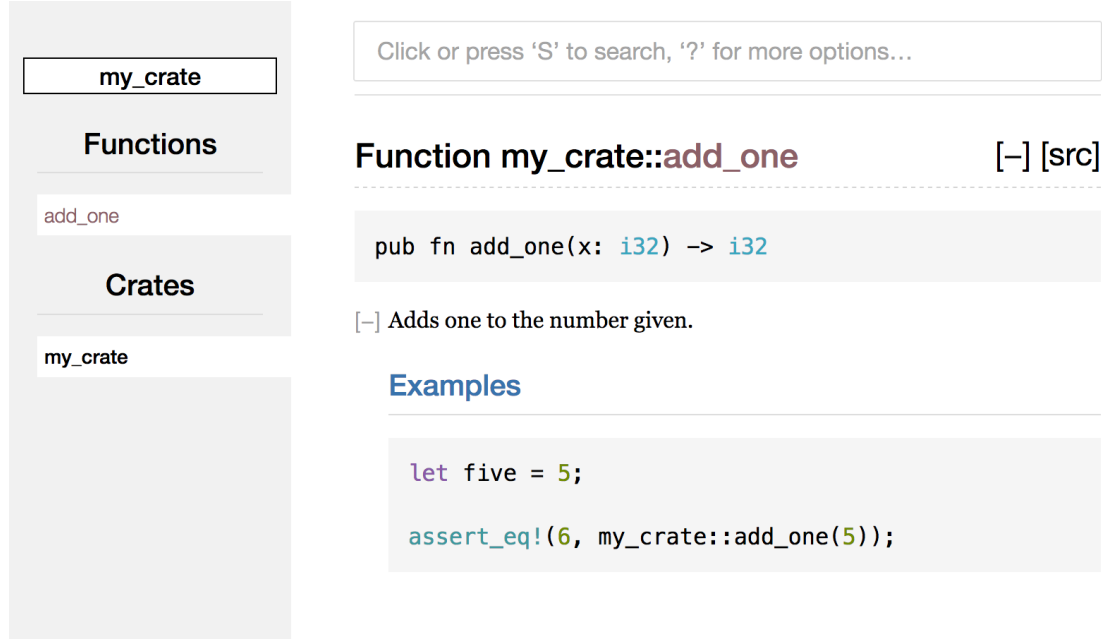 my_crate
Functions
add_one
Crates
my_crate
Click or press ‘S’ to search, ‘?’ for more options…
Function my_crate::add_one [−] [src]
pub fn add_one(x: i32) -> i32
[−] Adds one to the number given.
Examples
let five = 5;
assert_eq!(6, my_crate::add_one(5));